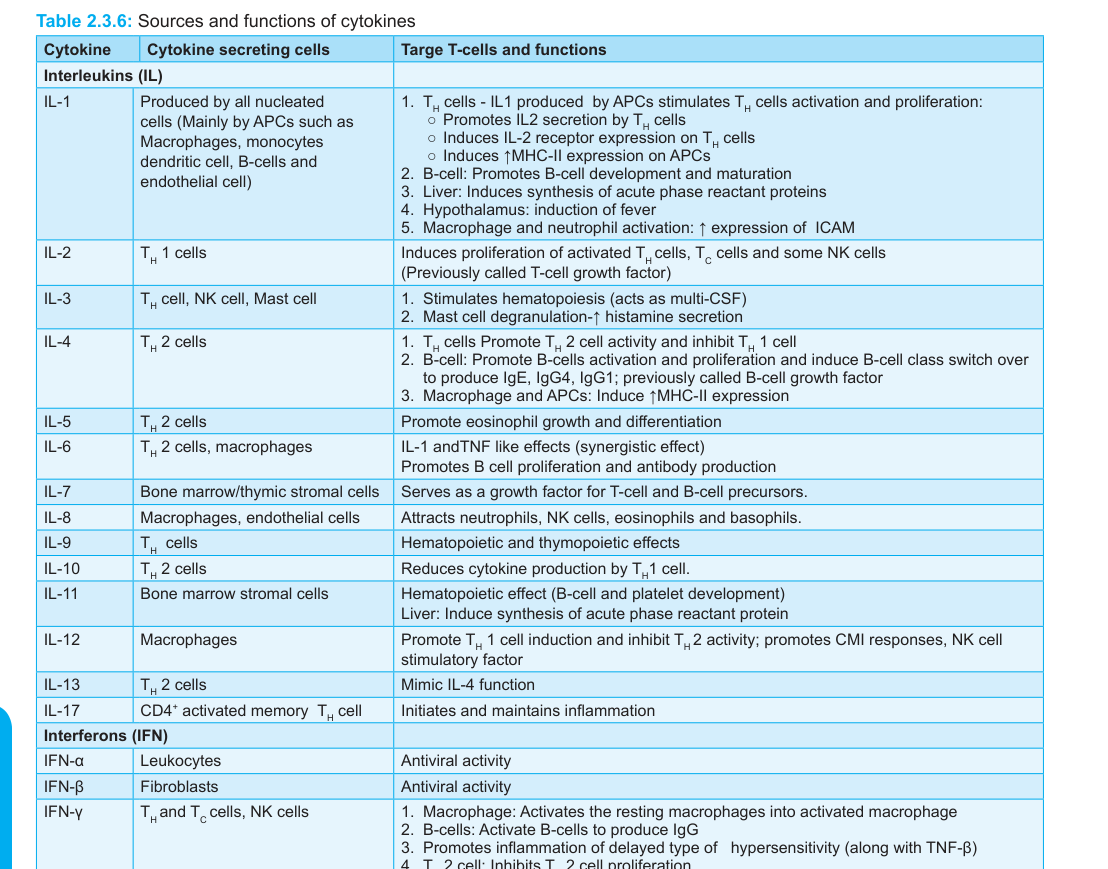 Table 2.3.6: Sources and functions of cytokines
Cytokine Cytokine secreting cells Targe T-cells and functions
Interleukins (IL)
IL-1
Produced by all nucleated
cells (Mainly by APCs such as
Macrophages, monocytes
dendritic cell, B-cells and
endothelial cell)
1. TH cells - IL1 produced by APCs stimulates TH cells activation and proliferation:
○ Promotes IL2 secretion by TH cells
○ Induces IL-2 receptor expression on TH cells
○ Induces ↑MHC-II expression on APCs
2. B-cell: Promotes B-cell development and maturation
3. Liver: Induces synthesis of acute phase reactant proteins
4. Hypothalamus: induction of fever
5. Macrophage and neutrophil activation: ↑ expression of ICAM
IL-2
TH 1 cells
Induces proliferation of activated TH cells, TC cells and some NK cells
(Previously called T-cell growth factor)
IL-3
TH cell, NK cell, Mast cell
1. Stimulates hematopoiesis (acts as multi-CSF)
2. Mast cell degranulation-↑ histamine secretion
IL-4
TH 2 cells
1. TH cells Promote TH 2 cell activity and inhibit TH 1 cell
2. B-cell: Promote B-cells activation and proliferation and induce B-cell class switch over
to produce IgE, IgG4, IgG1; previously called B-cell growth factor
3. Macrophage and APCs: Induce ↑MHC-II expression
IL-5 TH 2 cells Promote eosinophil growth and differentiation
IL-6
TH 2 cells, macrophages
IL-1 andTNF like effects (synergistic effect)
Promotes B cell proliferation and antibody production
IL-7 Bone marrow/thymic stromal cells Serves as a growth factor for T-cell and B-cell precursors.
IL-8 Macrophages, endothelial cells Attracts neutrophils, NK cells, eosinophils and basophils.
IL-9 TH cells Hematopoietic and thymopoietic effects
IL-10 TH 2 cells Reduces cytokine production by TH1 cell.
IL-11
Bone marrow stromal cells
Hematopoietic effect (B-cell and platelet development)
Liver: Induce synthesis of acute phase reactant protein
IL-12
Macrophages
Promote TH 1 cell induction and inhibit TH 2 activity; promotes CMI responses, NK cell
stimulatory factor
IL-13 TH 2 cells Mimic IL-4 function
IL-17 CD4+ activated memory TH cell Initiates and maintains inflammation
Interferons (IFN)
IFN-α Leukocytes Antiviral activity
IFN-β Fibroblasts Antiviral activity
IFN-γ
TH and TC cells, NK cells
1. Macrophage: Activates the resting macrophages into activated macrophage
2. B-cells: Activate B-cells to produce IgG
3. Promotes inflammation of delayed type of hypersensitivity (along with TNF-β)
4. T 2 cell: Inhibits T 2 cell proliferation